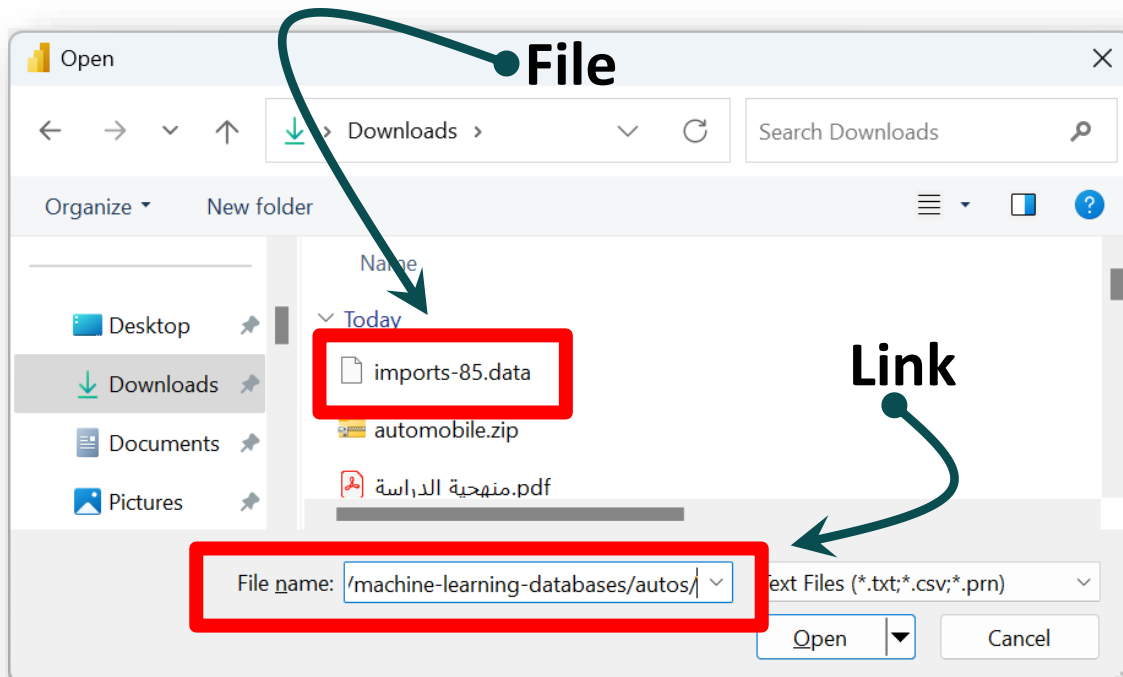 File
Open
Downloads
Search Downloads
Organize
New folder
Name
Today
Desktop
imports-85.data
Link
Downloads
automobile.zip
Documents
منهجية الدراسة.pdf
Pictures
File name: /machine-learning-databases/autos/
Text Files (*.txt;*.csv;*.prn)
Open
Cancel